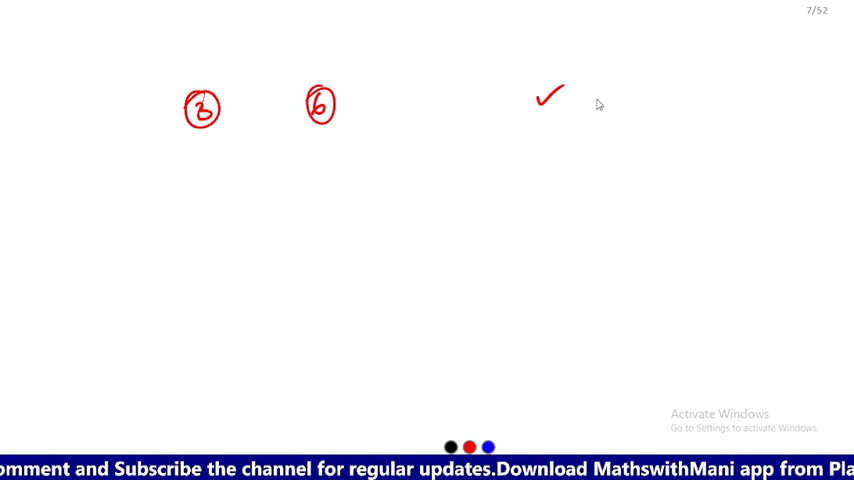 7/52
3 6
Activate Windows
Go to Settings to activate Windows.
omment and Subscribe the channel for regular updates.Download MathswithMani app from Pla